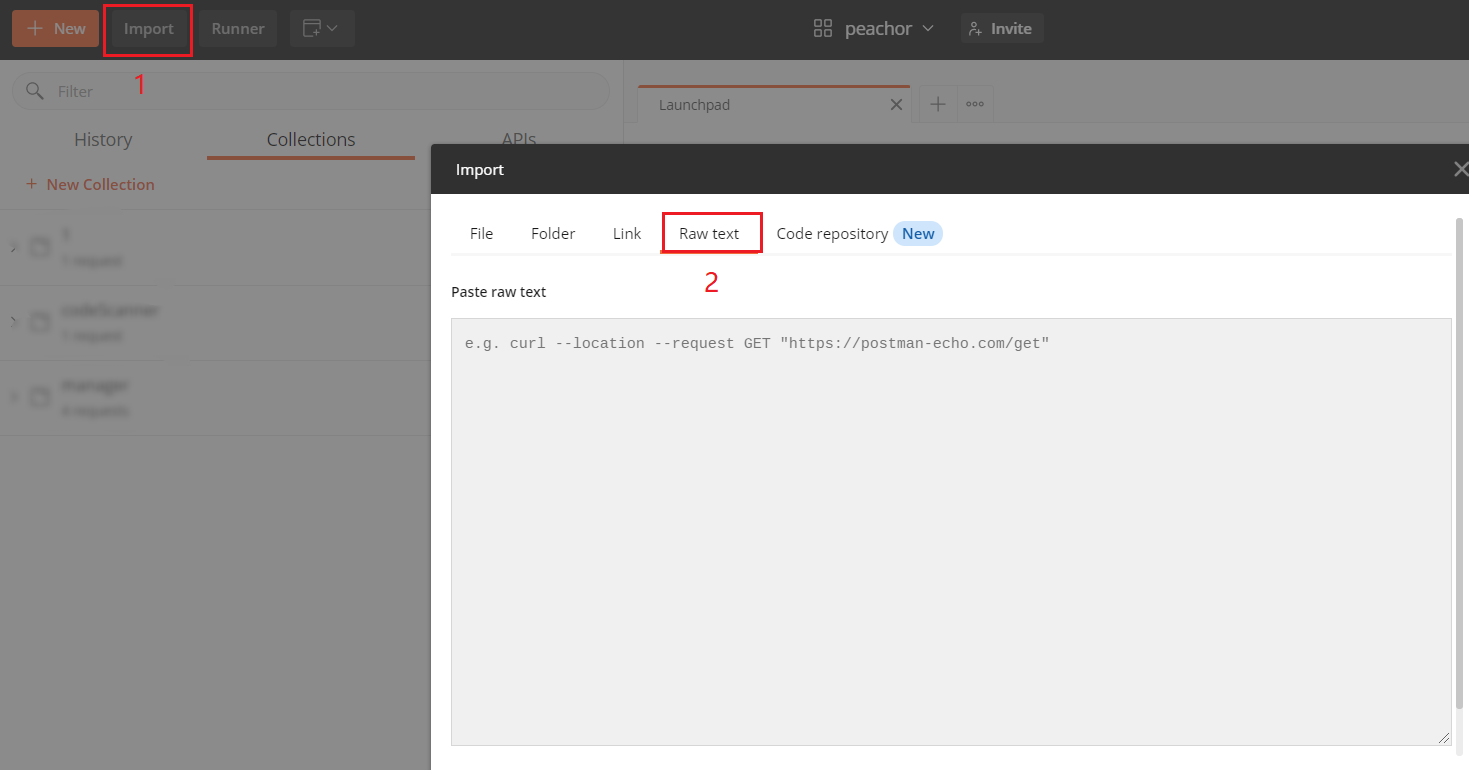 + New Import Runner peachor Invite
1
Filter
Launchpad
History Collections APIs
+ New Collection
Import
File Folder Link Raw text Code repository New
2
Paste raw text
e.g. curl --location --request GET "https://postman-echo.com/get"
1 request
codeScanner
1 request
manager
4 requests